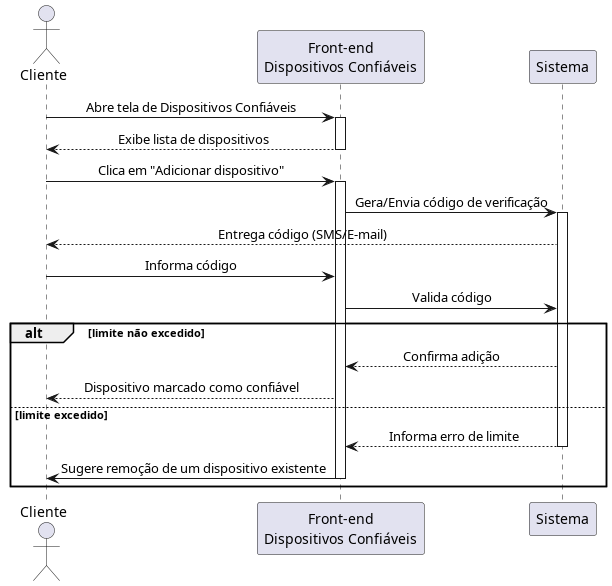 Cliente
Front-end
Dispositivos Confiáveis
Sistema
Abre tela de Dispositivos Confiáveis
Exibe lista de dispositivos
Clica em "Adicionar dispositivo"
Gera/Envia código de verificação
Entrega código (SMS/E-mail)
Informa código
Valida código
alt
[limite não excedido]
Confirma adição
Dispositivo marcado como confiável
[limite excedido]
Informa erro de limite
Sugere remoção de um dispositivo existente
Cliente
Front-end
Dispositivos Confiáveis
Sistema